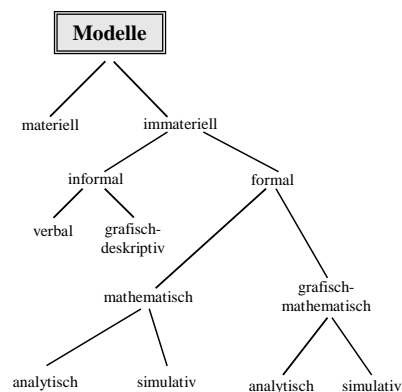 Modelle
materiell
immateriell
informal
formal
verbal
grafisch-
deskriptiv
mathematisch
grafisch-
mathematisch
analytisch
simulativ
analytisch
simulativ